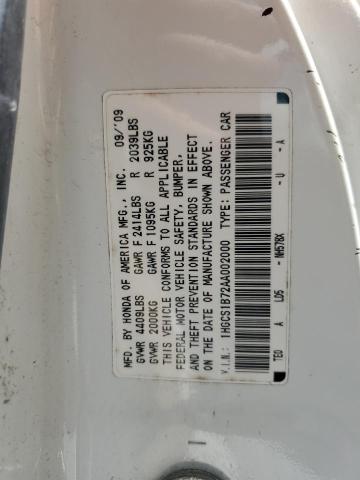 MFD. BY HONDA OF AMERICA MFG., INC. 09/'09
GVWR 4409LBS GAWR F 2414LBS R 2039LBS
GVWR 2000KG GAWR F 1095KG R 925KG
THIS VEHICLE CONFORMS TO ALL APPLICABLE
FEDERAL MOTOR VEHICLE SAFETY, BUMPER,
AND THEFT PREVENTION STANDARDS IN EFFECT
ON THE DATE OF MANUFACTURE SHOWN ABOVE.
V.I.N.: 1HGCS1B72AA002000 TYPE: PASSENGER CAR
TE0 A LD5 - NH578X - U - A